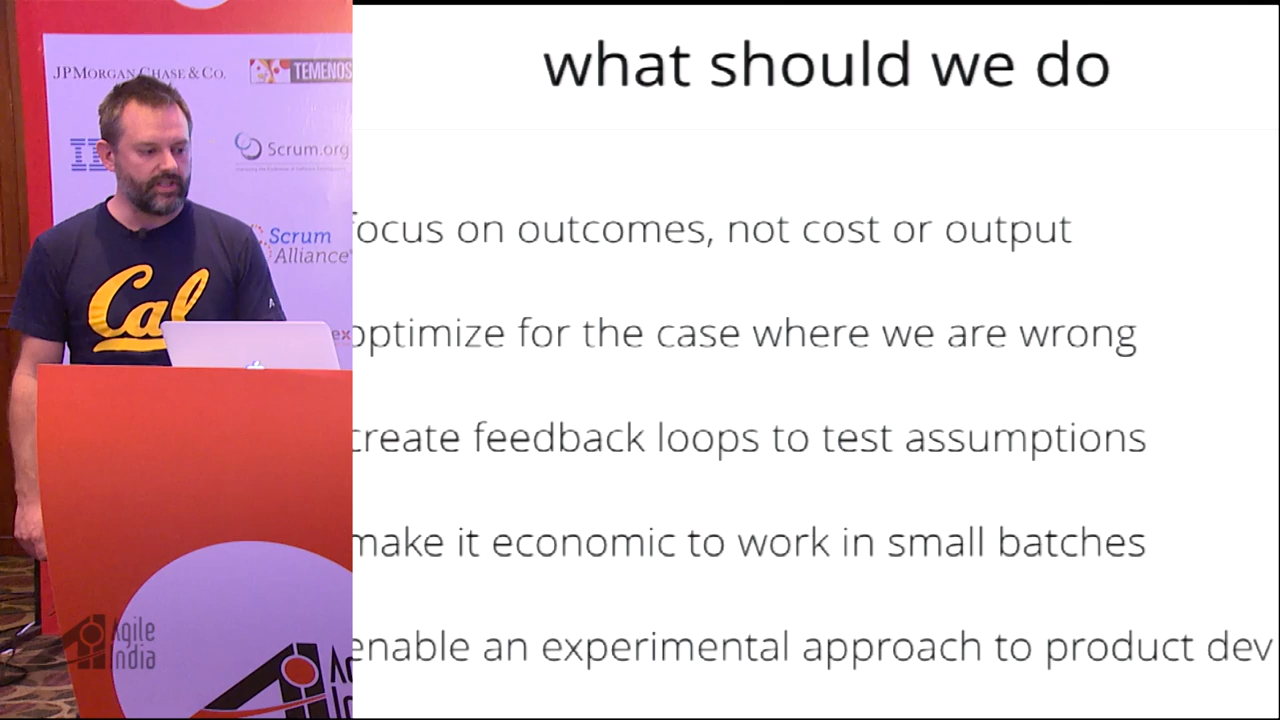 JPMORGAN CHASE & CO.
TEMENOS
Scrum.org
Scrum
Alliance
Cal
Agile
India
what should we do
focus on outcomes, not cost or output
optimize for the case where we are wrong
create feedback loops to test assumptions
make it economic to work in small batches
enable an experimental approach to product dev